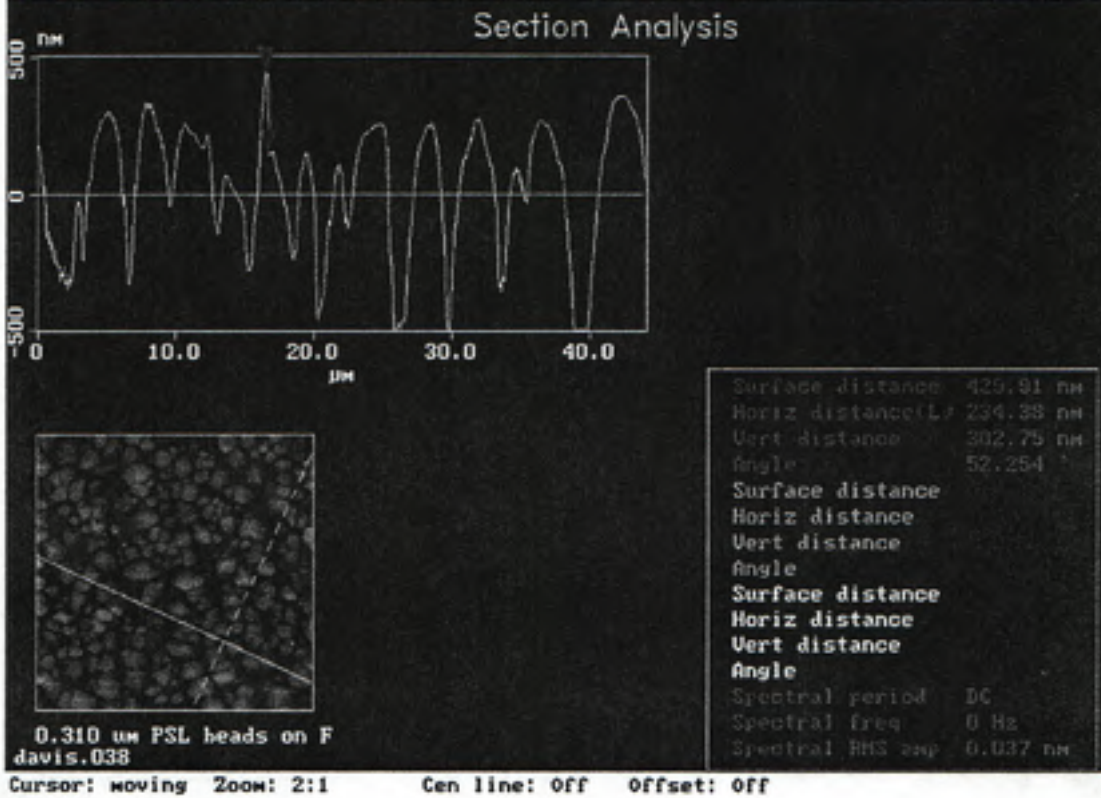 Section Analysis
nm
500
0
-500
0 10.0 20.0 30.0 40.0
µm
Surface distance 429.91 nm
Horiz distance(L) 234.38 nm
Vert distance 302.75 nm
Angle 52.254 °
Surface distance
Horiz distance
Vert distance
Angle
Surface distance
Horiz distance
Vert distance
Angle
Spectral period DC
Spectral freq 0 Hz
Spectral RMS amp 0.037 nm
0.310 um PSL heads on F
davis.038
Cursor: moving Zoom: 2:1 Cen line: Off Offset: Off